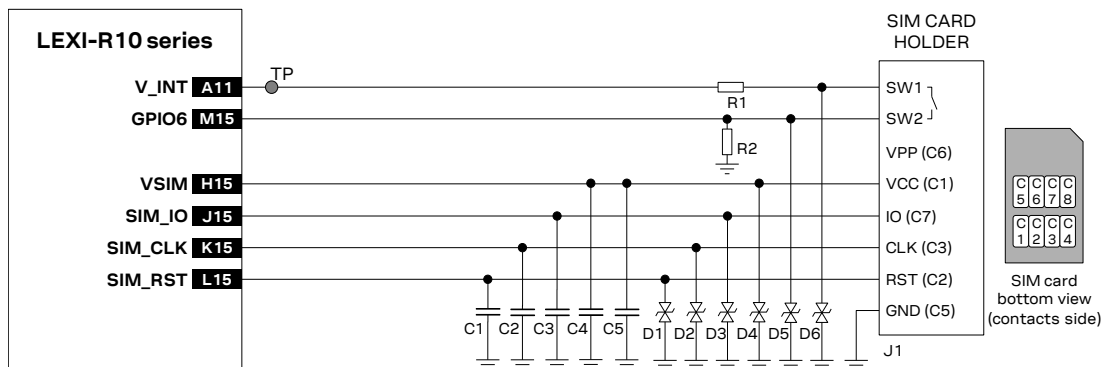 SIM CARD
HOLDER
LEXI-R10 series
TP
V_INT A11
R1
SW1
GPIO6 M15
SW2
R2
VPP (C6)
VSIM H15
VCC (C1)
C5 C6 C7 C8
SIM_IO J15
IO (C7)
C1 C2 C3 C4
SIM_CLK K15
CLK (C3)
SIM_RST L15
RST (C2)
SIM card
bottom view
(contacts side)
GND (C5)
C1 C2 C3 C4 C5 D1 D2 D3 D4 D5 D6
J1